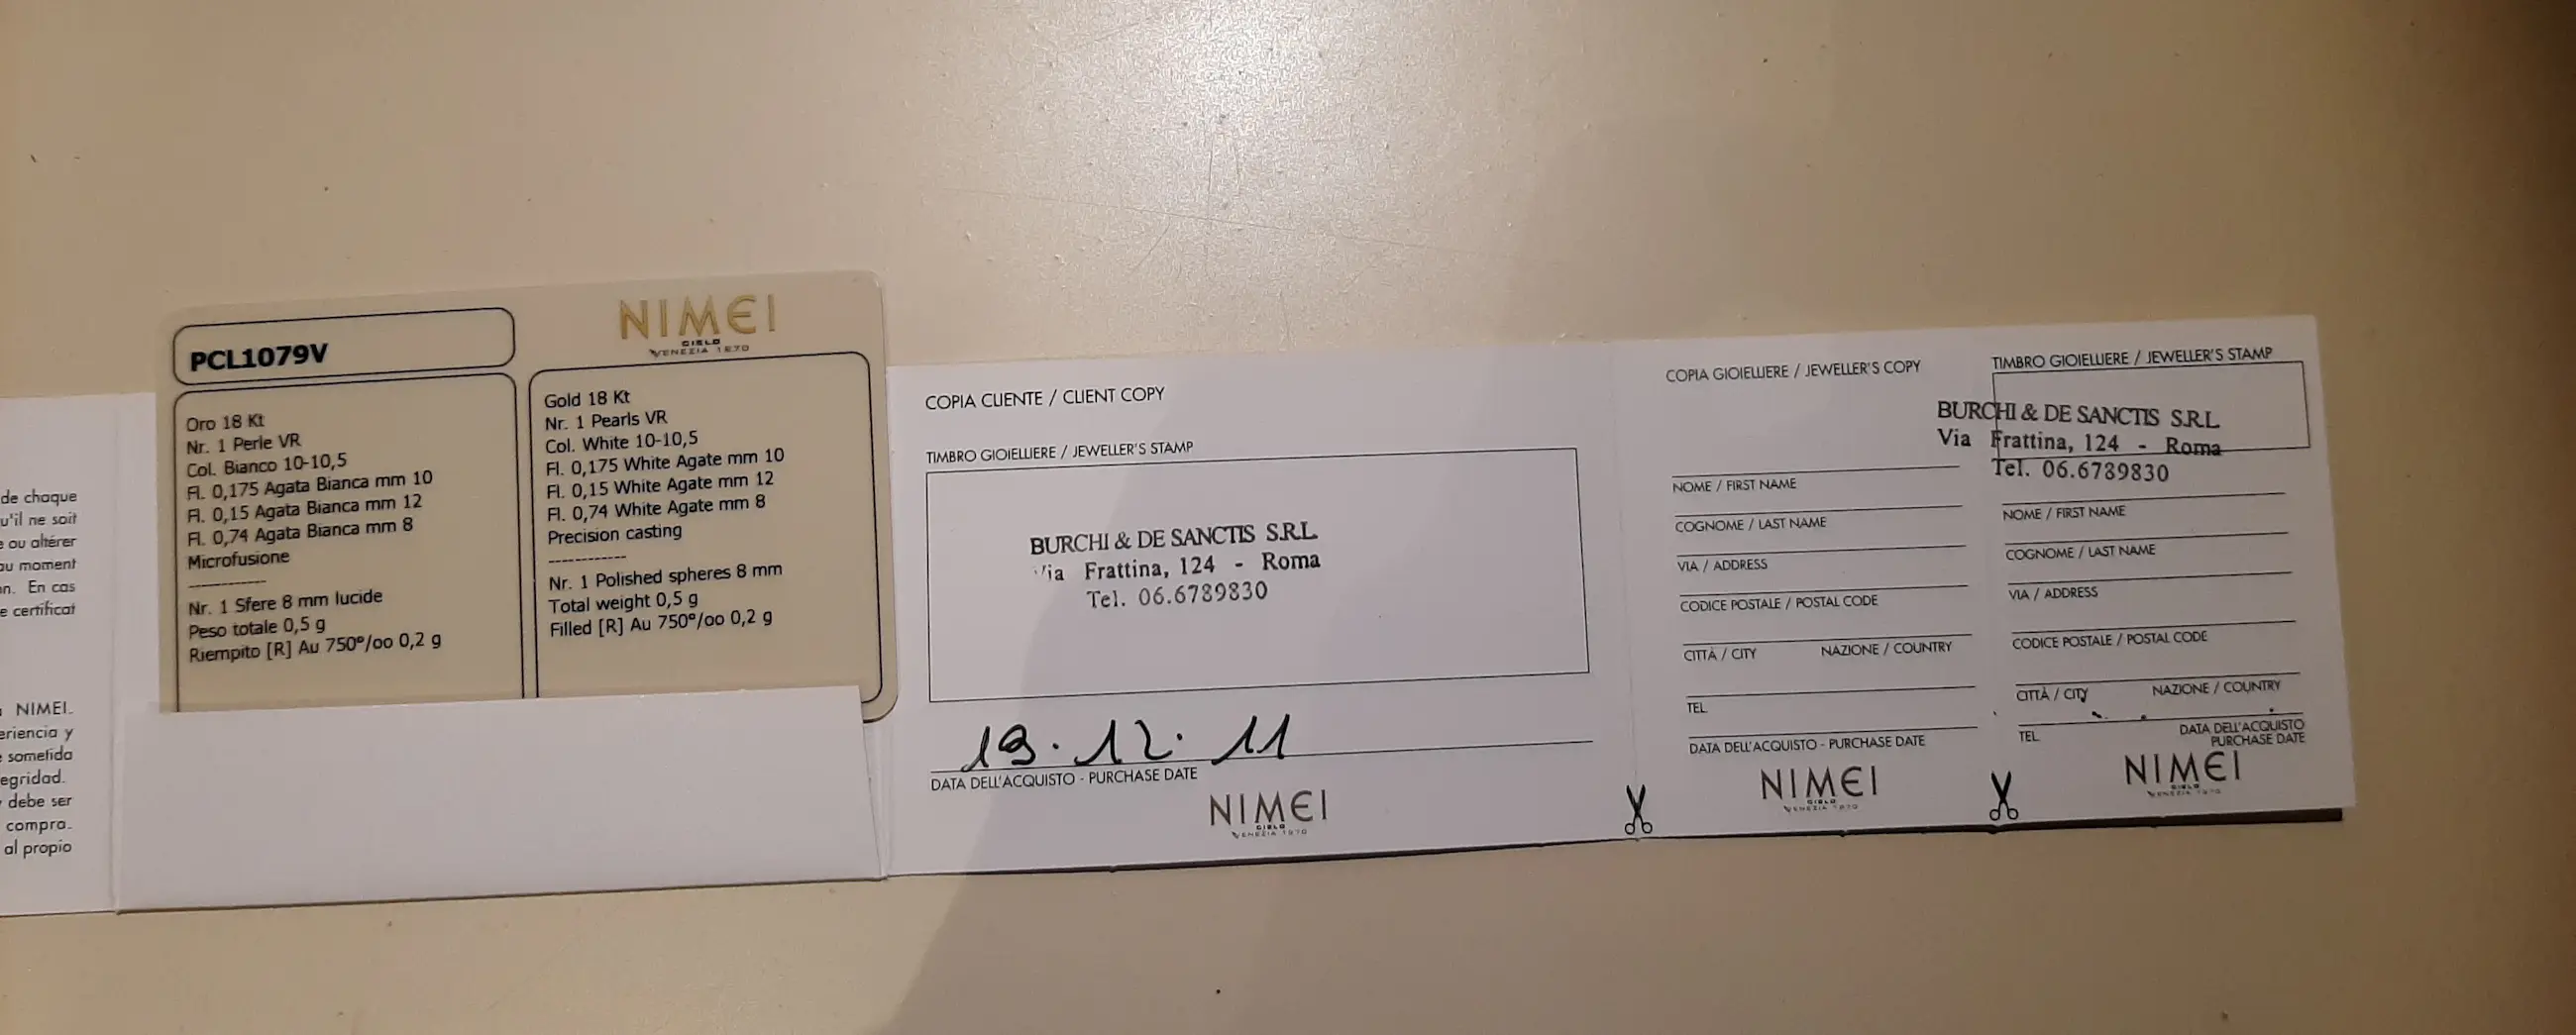 de chaque
u'il ne soit
e ou altérer
au moment
n. En cas
e certificat
NIMEI.
eriencia y
e sometida
egridad.
debe ser
compra.
al propio
PCL1079V
Oro 18 Kt
Nr. 1 Perle VR
Col. Bianco 10-10,5
Fl. 0,175 Agata Bianca mm 10
Fl. 0,15 Agata Bianca mm 12
Fl. 0,74 Agata Bianca mm 8
Microfusione
------------
Nr. 1 Sfere 8 mm lucide
Peso totale 0,5 g
Riempito [R] Au 750°/oo 0,2 g
NIMEI
CIELO
VENEZIA 1870
Gold 18 Kt
Nr. 1 Pearls VR
Col. White 10-10,5
Fl. 0,175 White Agate mm 10
Fl. 0,15 White Agate mm 12
Fl. 0,74 White Agate mm 8
Precision casting
------------
Nr. 1 Polished spheres 8 mm
Total weight 0,5 g
Filled [R] Au 750°/oo 0,2 g
COPIA CLIENTE / CLIENT COPY
TIMBRO GIOIELLIERE / JEWELLER'S STAMP
BURCHI & DE SANCTIS S.R.L.
Via Frattina, 124 - Roma
Tel. 06.6789830
19.12.11
DATA DELL'ACQUISTO - PURCHASE DATE
NIMEI
CIELO
VENEZIA 1870
COPIA GIOIELLIERE / JEWELLER'S COPY
NOME / FIRST NAME
COGNOME / LAST NAME
VIA / ADDRESS
CODICE POSTALE / POSTAL CODE
CITTÀ / CITY NAZIONE / COUNTRY
TEL
DATA DELL'ACQUISTO - PURCHASE DATE
NIMEI
CIELO
VENEZIA 1870
TIMBRO GIOIELLIERE / JEWELLER'S STAMP
BURCHI & DE SANCTIS S.R.L.
Via Frattina, 124 - Roma
Tel. 06.6789830
NOME / FIRST NAME
COGNOME / LAST NAME
VIA / ADDRESS
CODICE POSTALE / POSTAL CODE
CITTÀ / CITY NAZIONE / COUNTRY
TEL
DATA DELL'ACQUISTO
PURCHASE DATE
NIMEI
CIELO
VENEZIA 1870